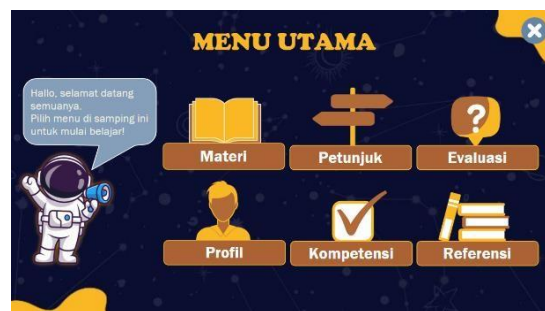 MENU UTAMA
Hallo, selamat datang
semuanya.
Pilih menu di samping ini
untuk mulai belajar!
Materi
Petunjuk
Evaluasi
Profil
Kompetensi
Referensi